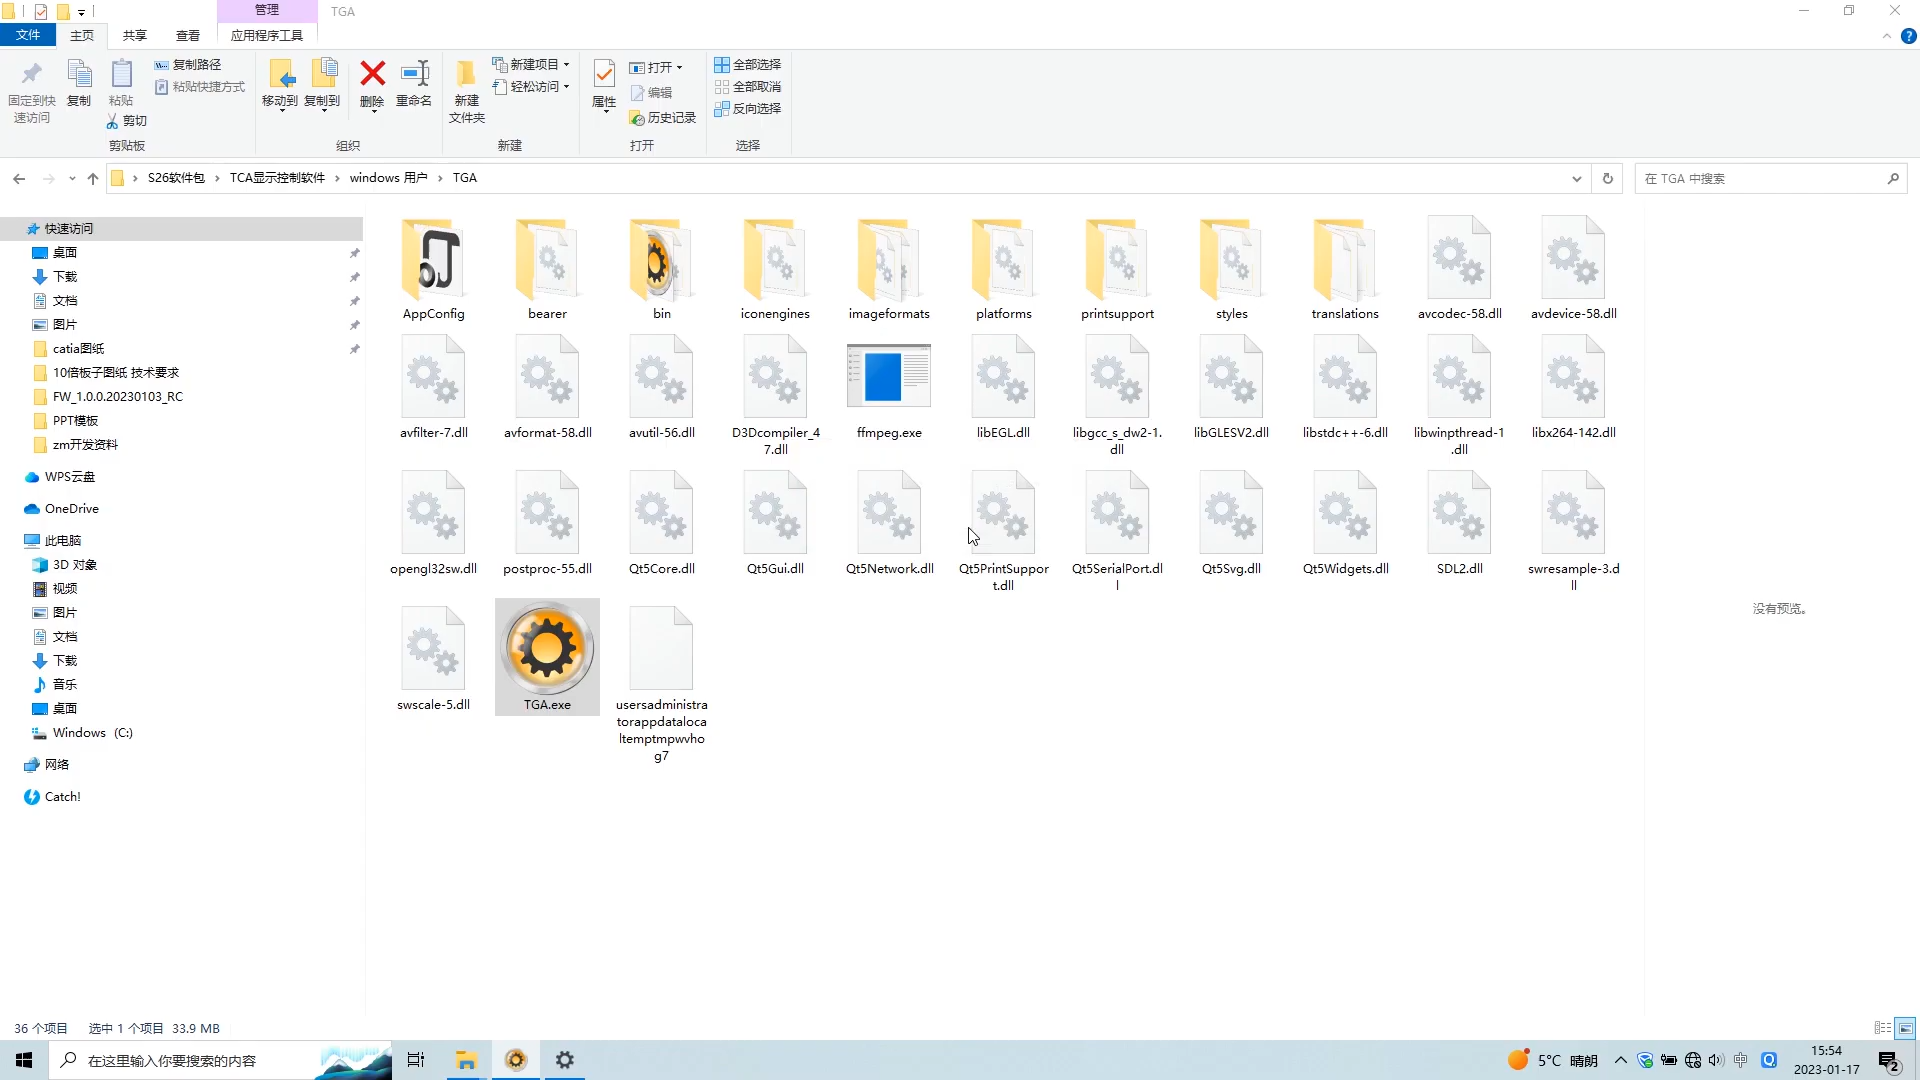 管理
TGA
文件
主页
共享
查看
应用程序工具
固定到快
速访问
复制
粘贴
复制路径
粘贴快捷方式
剪切
剪贴板
移动到
复制到
删除
重命名
组织
新建
文件夹
新建项目
轻松访问
新建
属性
打开
编辑
历史记录
打开
全部选择
全部取消
反向选择
选择
S26软件包 › TCA显示控制软件 › windows 用户 › TGA
在 TGA 中搜索
快速访问
桌面
下载
文档
图片
catia图纸
10倍板子图纸 技术要求
FW_1.0.0.20230103_RC
PPT模板
zm开发资料
WPS云盘
OneDrive
此电脑
3D 对象
视频
图片
文档
下载
音乐
桌面
Windows (C:)
网络
Catch!
AppConfig
bearer
bin
iconengines
imageformats
platforms
printsupport
styles
translations
avcodec-58.dll
avdevice-58.dll
avfilter-7.dll
avformat-58.dll
avutil-56.dll
D3Dcompiler_4
7.dll
ffmpeg.exe
libEGL.dll
libgcc_s_dw2-1.
dll
libGLESV2.dll
libstdc++-6.dll
libwinpthread-1
.dll
libx264-142.dll
opengl32sw.dll
postproc-55.dll
Qt5Core.dll
Qt5Gui.dll
Qt5Network.dll
Qt5PrintSuppor
t.dll
Qt5SerialPort.dl
l
Qt5Svg.dll
Qt5Widgets.dll
SDL2.dll
swresample-3.d
ll
swscale-5.dll
TGA.exe
usersadministra
torappdataloca
ltemptmpwvho
g7
没有预览。
36 个项目
选中 1 个项目 33.9 MB
在这里输入你要搜索的内容
5°C 晴朗
中
15:54
2023-01-17
2